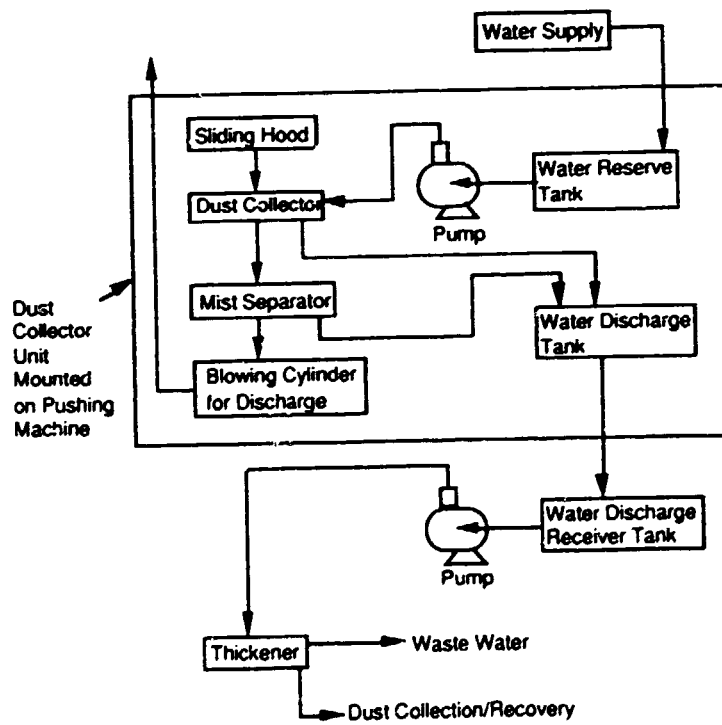 Water Supply
Sliding Hood
Water Reserve
Tank
Dust Collector
Pump
Dust
Collector
Unit
Mounted
on Pushing
Machine
Mist Separator
Water Discharge
Tank
Blowing Cylinder
for Discharge
Water Discharge
Receiver Tank
Pump
Thickener
Waste Water
Dust Collection/Recovery